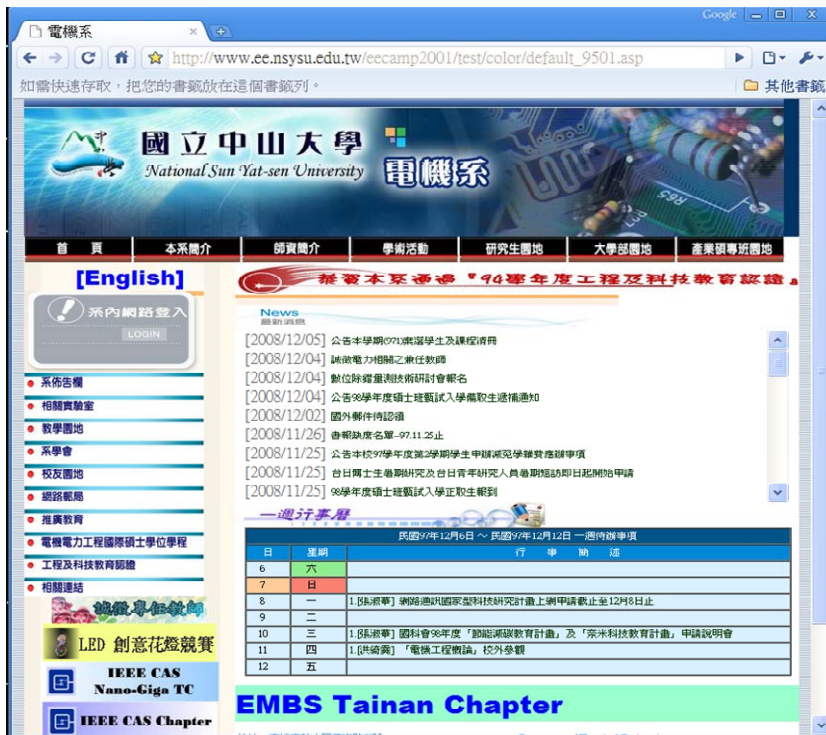 Google
電機系
http://www.ee.nsysu.edu.tw/eecamp2001/test/color/default_9501.asp
如需快速存取，把您的書籤放在這個書籤列。
其他書籤
國立中山大學
National Sun Yat-sen University
電機系
首 頁 本系簡介 師資簡介 學術活動 研究生園地 大學部園地 產業碩專班園地
[English]
恭賀本系通過『94學年度工程及科技教育認證』
系內網路登入
LOGIN
系佈告欄
相關實驗室
教學園地
系學會
校友園地
網路郵局
推廣教育
電機電力工程國際碩士學位學程
工程及科技教育認證
相關連結
誠徵專任教師
LED 創意花燈競賽
IEEE CAS
Nano-Giga TC
IEEE CAS Chapter
News
最新消息
[2008/12/05] 公告本學期(971)棄選學生及課程清冊
[2008/12/04] 誠徵電力相關之兼任教師
[2008/12/04] 數位除錯量測技術研討會報名
[2008/12/04] 公告98學年度碩士班甄試入學備取生遞補通知
[2008/12/02] 國外郵件待認領
[2008/11/26] 書報缺席名單-97.11.25止
[2008/11/25] 公告本校97學年度第2學期學生申辦減免學雜費應辦事項
[2008/11/25] 台日博士生暑期研究及台日青年研究人員暑期短訪即日起開始申請
[2008/11/25] 98學年度碩士班甄試入學正取生報到
一週行事曆
民國97年12月6日 ~ 民國97年12月12日 一週待辦事項
日 星期 行 事 簡 述
6 六
7 日
8 一 1.[張淑華] 網路通訊國家型科技研究計畫上網申請截止至12月8日止
9 二
10 三 1.[張淑華] 國科會98年度「節能減碳教育計畫」及「奈米科技教育計畫」申請說明會
11 四 1.[洪綺霙] 「電機工程概論」校外參觀
12 五
EMBS Tainan Chapter